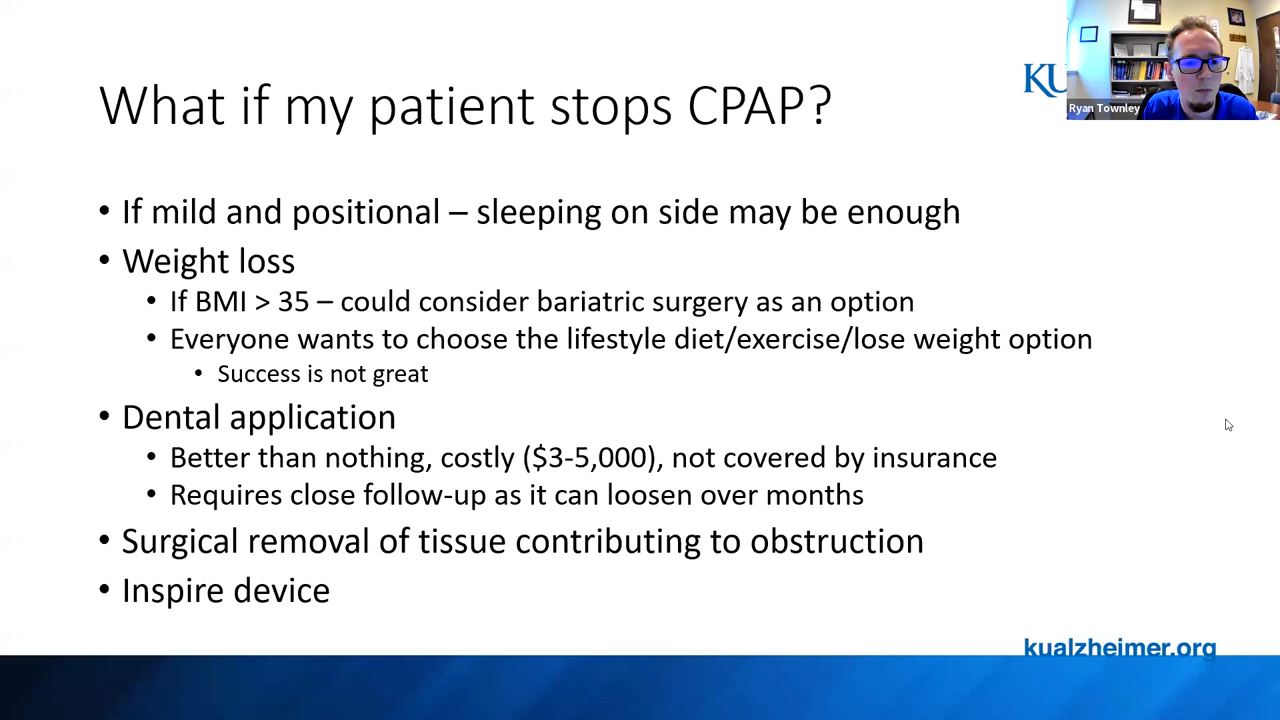 What if my patient stops CPAP?
KU
Ryan Townley
• If mild and positional – sleeping on side may be enough
• Weight loss
• If BMI > 35 – could consider bariatric surgery as an option
• Everyone wants to choose the lifestyle diet/exercise/lose weight option
• Success is not great
• Dental application
• Better than nothing, costly ($3-5,000), not covered by insurance
• Requires close follow-up as it can loosen over months
• Surgical removal of tissue contributing to obstruction
• Inspire device
kualzheimer.org